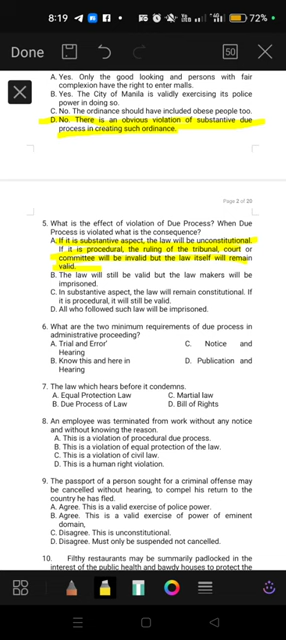 8:19
72%
Done
50
A. Yes. Only the good looking and persons with fair
complexion have the right to enter malls.
B. Yes. The City of Manila is validly exercising its police
power in doing so.
C. No. The ordinance should have included obese people too.
D. No. There is an obvious violation of substantive due
process in creating such ordinance.
Page 2 of 20
5. What is the effect of violation of Due Process? When Due
Process is violated what is the consequence?
A. If it is substantive aspect, the law will be unconstitutional.
If it is procedural, the ruling of the tribunal, court or
committee will be invalid but the law itself will remain
valid.
B. The law will still be valid but the law makers will be
imprisoned.
C. In substantive aspect, the law will remain constitutional. If
it is procedural, it will still be valid.
D. All who followed such law will be imprisoned.
6. What are the two minimum requirements of due process in
administrative proceeding?
A. Trial and Error' C. Notice and
Hearing
B. Know this and here in D. Publication and
Hearing
7. The law which hears before it condemns.
A. Equal Protection Law C. Martial law
B. Due Process of Law D. Bill of Rights
8. An employee was terminated from work without any notice
and without knowing the reason.
A. This is a violation of procedural due process.
B. This is a violation of equal protection of the law.
C. This is a violation of civil law.
D. This is a human right violation.
9. The passport of a person sought for a criminal offense may
be cancelled without hearing, to compel his return to the
country he has fled.
A. Agree. This is a valid exercise of police power.
B. Agree. This is a valid exercise of power of eminent
domain,
C. Disagree. This is unconstitutional.
D. Disagree. Must only be suspended not cancelled.
10. Filthy restaurants may be summarily padlocked in the
interest of the public health and bawdy houses to protect the